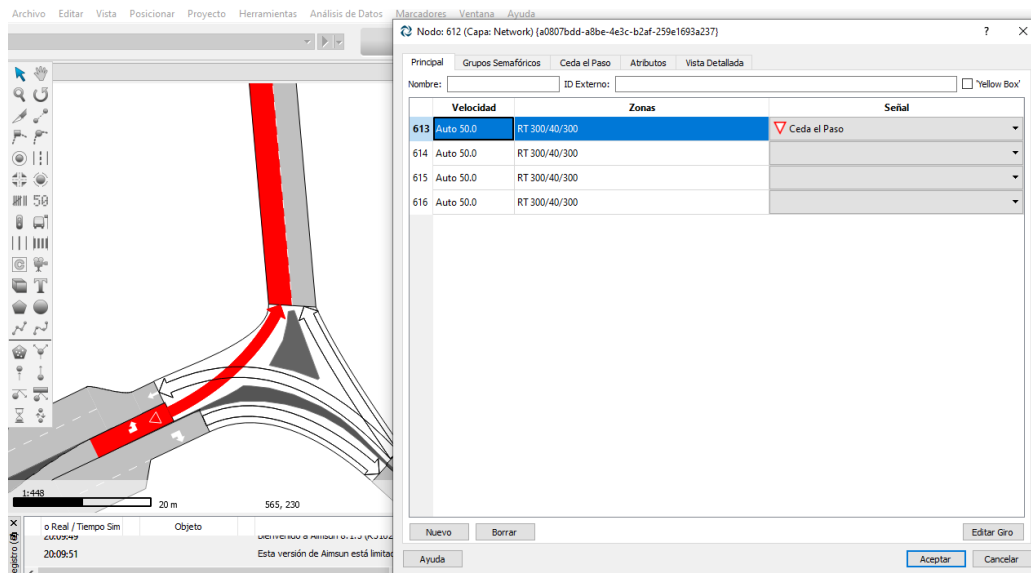 Archivo Editar Vista Posicionar Proyecto Herramientas Análisis de Datos Marcadores Ventana Ayuda
Nodo: 612 (Capa: Network) {a0807bdd-a8be-4e3c-b2af-259e1693a237}
? X
Principal Grupos Semafóricos Ceda el Paso Atributos Vista Detallada
Nombre: ID Externo: 'Yellow Box'
Velocidad Zonas Señal
613 Auto 50.0 RT 300/40/300 Ceda el Paso
614 Auto 50.0 RT 300/40/300
615 Auto 50.0 RT 300/40/300
616 Auto 50.0 RT 300/40/300
50
1:448
20 m 565, 230
o Real / Tiempo Sim Objeto
20:09:49
20:09:51 Esta versión de Aimsun está limitad
Nuevo Borrar Editar Giro
Ayuda Aceptar Cancelar